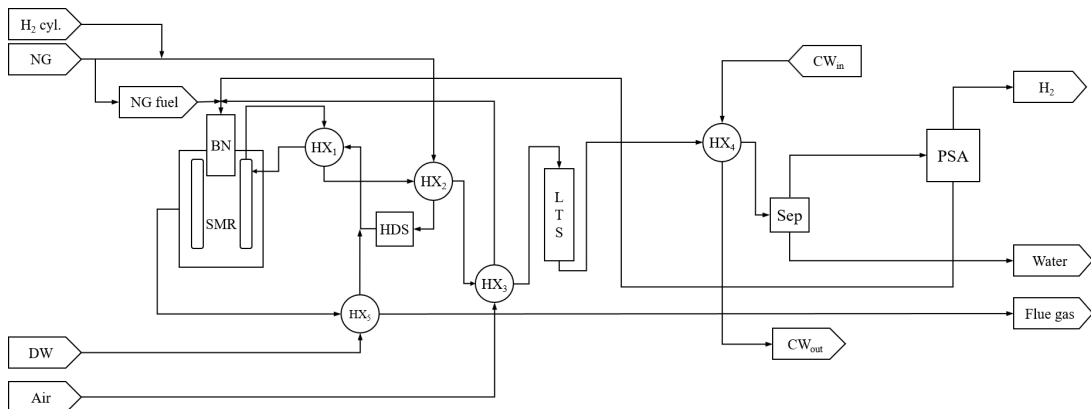 H₂ cyl.
NG
NG fuel
BN
SMR
HX₁
HX₂
HDS
HX₃
HX₅
DW
Air
L
T
S
CWᵢₙ
HX₄
Sep
PSA
H₂
Water
Flue gas
CWₒᵤₜ